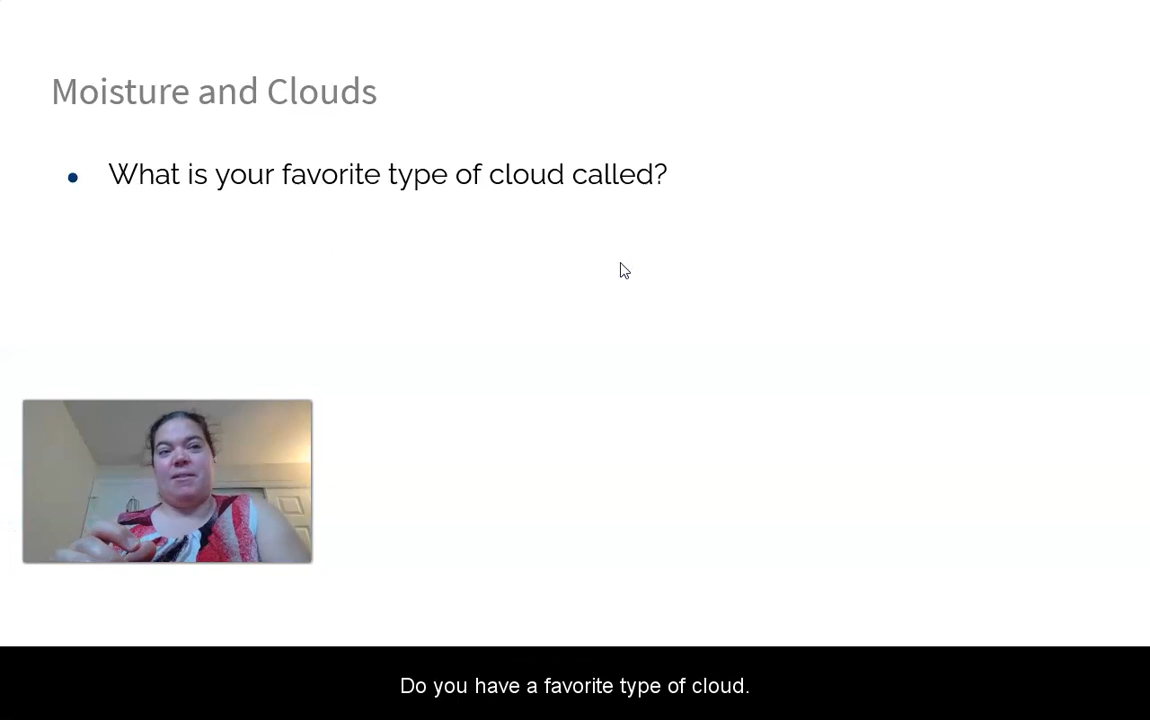 Moisture and Clouds
What is your favorite type of cloud called?
Do you have a favorite type of cloud.